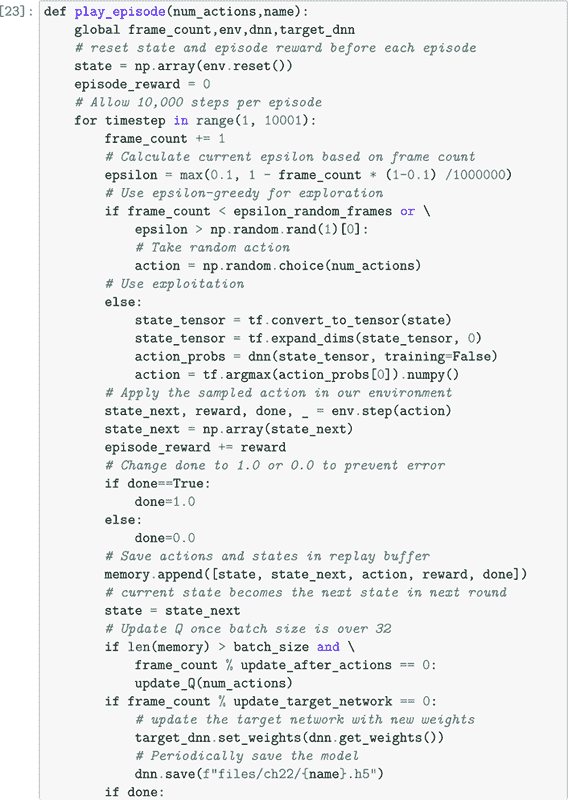 [23]: def play_episode(num_actions,name):
    global frame_count,env,dnn,target_dnn
    # reset state and episode reward before each episode
    state = np.array(env.reset())
    episode_reward = 0
    # Allow 10,000 steps per episode
    for timestep in range(1, 10001):
        frame_count += 1
        # Calculate current epsilon based on frame count
        epsilon = max(0.1, 1 - frame_count * (1-0.1) /1000000)
        # Use epsilon-greedy for exploration
        if frame_count < epsilon_random_frames or \
            epsilon > np.random.rand(1)[0]:
            # Take random action
            action = np.random.choice(num_actions)
        # Use exploitation
        else:
            state_tensor = tf.convert_to_tensor(state)
            state_tensor = tf.expand_dims(state_tensor, 0)
            action_probs = dnn(state_tensor, training=False)
            action = tf.argmax(action_probs[0]).numpy()
        # Apply the sampled action in our environment
        state_next, reward, done, _ = env.step(action)
        state_next = np.array(state_next)
        episode_reward += reward
        # Change done to 1.0 or 0.0 to prevent error
        if done==True:
            done=1.0
        else:
            done=0.0
        # Save actions and states in replay buffer
        memory.append([state, state_next, action, reward, done])
        # current state becomes the next state in next round
        state = state_next
        # Update Q once batch size is over 32
        if len(memory) > batch_size and \
            frame_count % update_after_actions == 0:
            update_Q(num_actions)
        if frame_count % update_target_network == 0:
            # update the target network with new weights
            target_dnn.set_weights(dnn.get_weights())
            # Periodically save the model
            dnn.save(f"files/ch22/{name}.h5")
        if done: